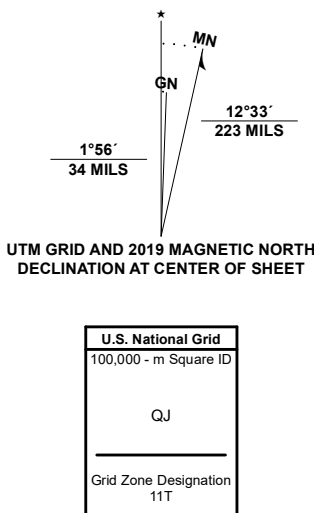 MN
GN
12°33´
223 MILS
1°56´
34 MILS
UTM GRID AND 2019 MAGNETIC NORTH
DECLINATION AT CENTER OF SHEET
U.S. National Grid
100,000 - m Square ID
QJ
Grid Zone Designation
11T